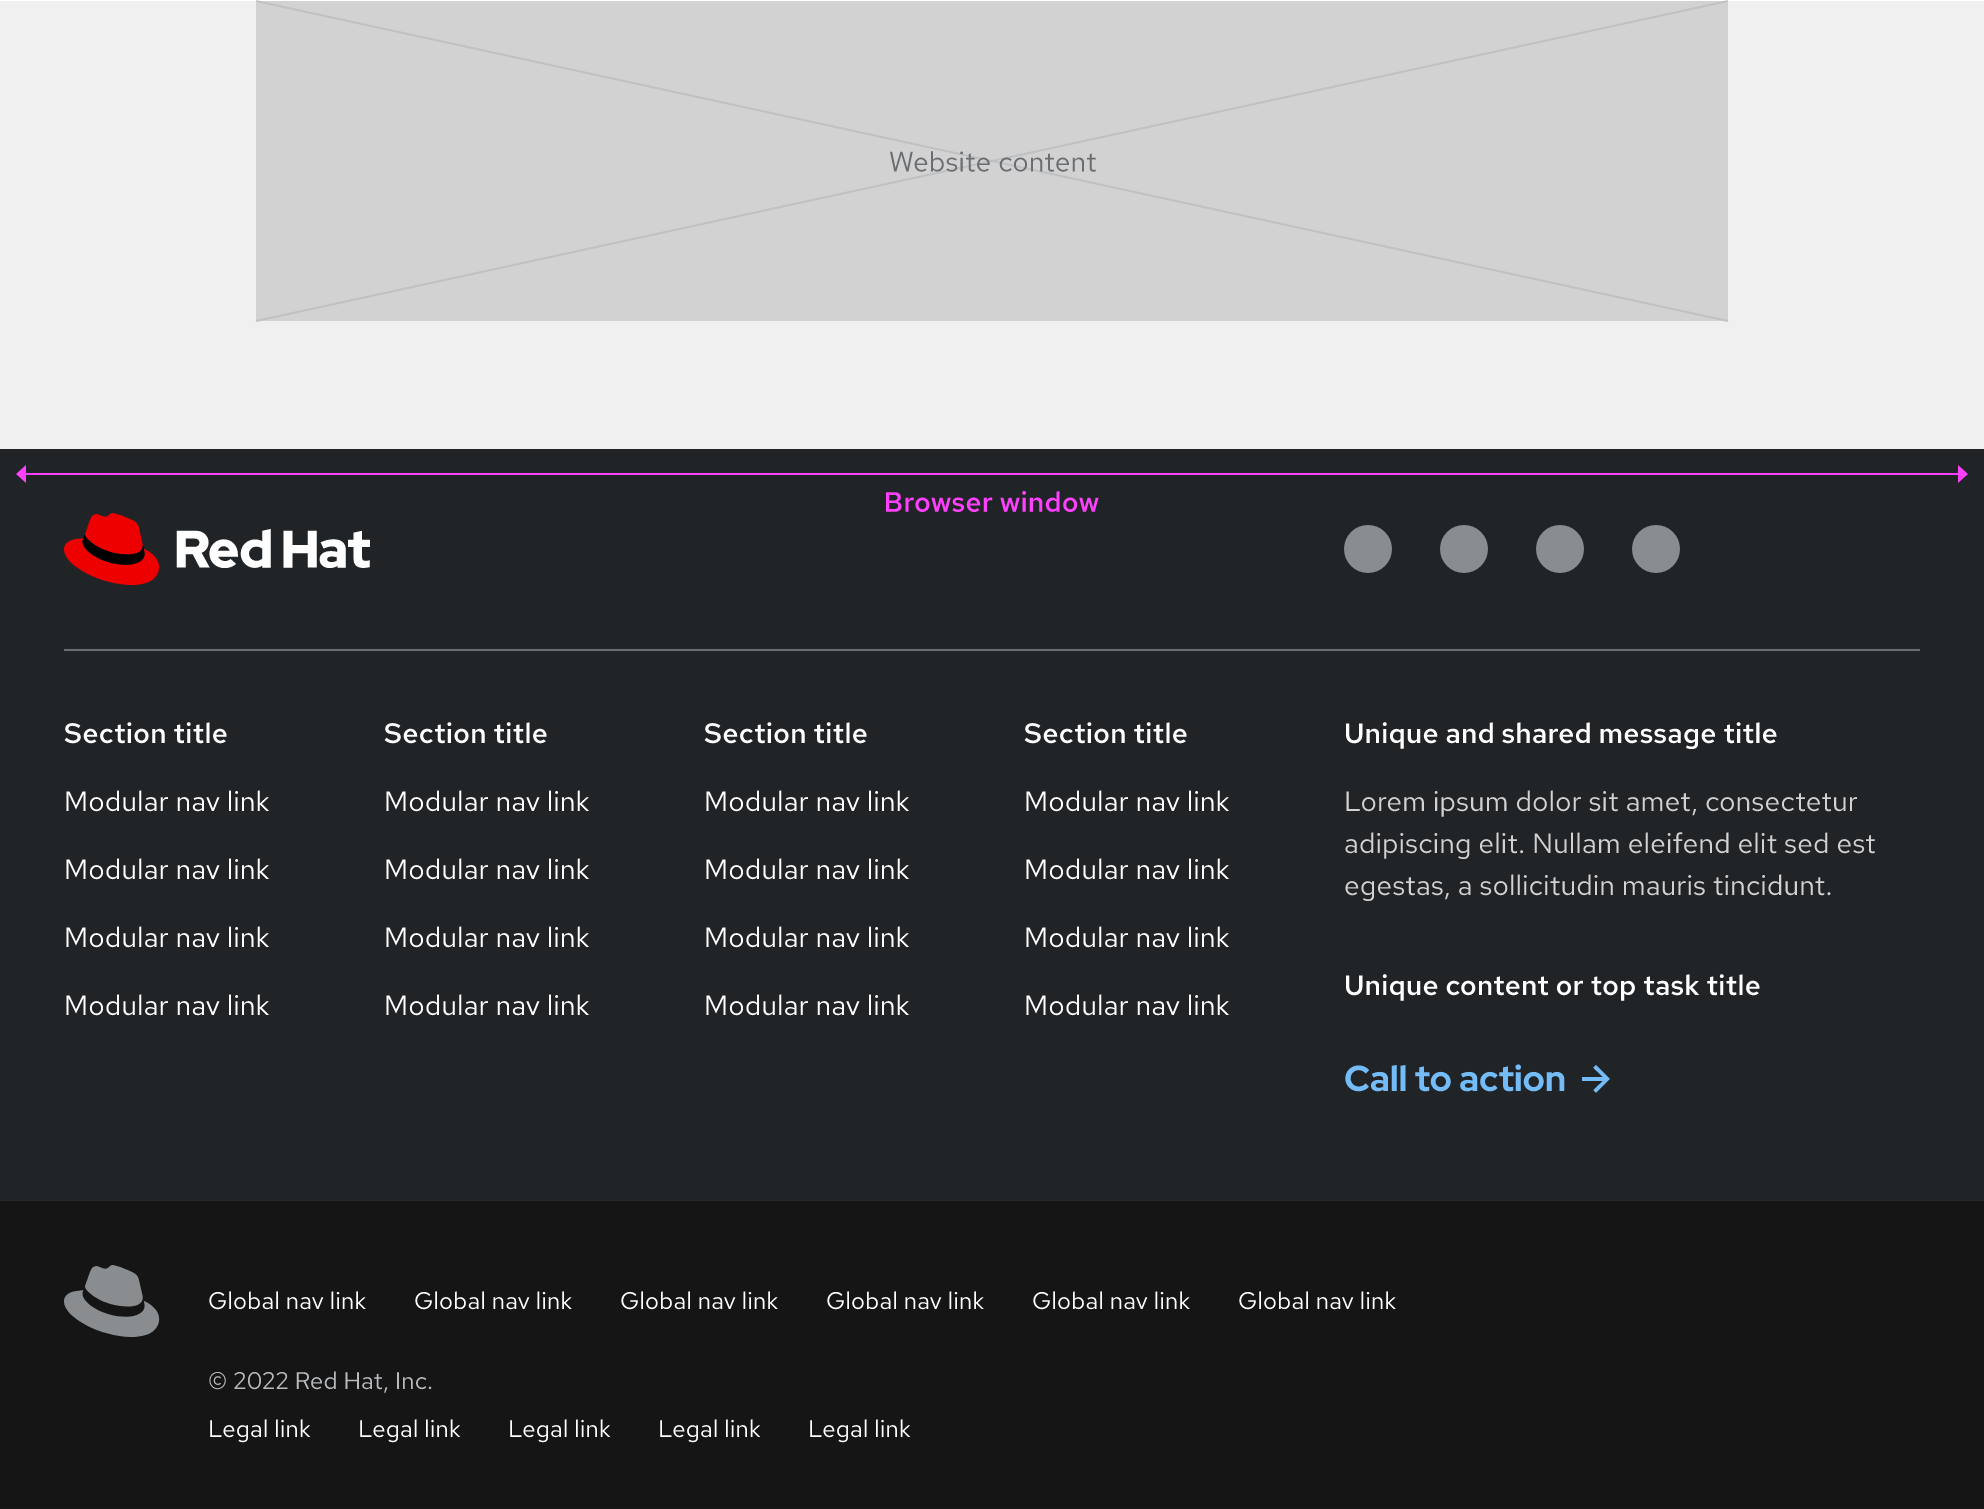 Website content
Browser window
Red Hat
Section title
Modular nav link
Modular nav link
Modular nav link
Modular nav link
Section title
Modular nav link
Modular nav link
Modular nav link
Modular nav link
Section title
Modular nav link
Modular nav link
Modular nav link
Modular nav link
Section title
Modular nav link
Modular nav link
Modular nav link
Modular nav link
Unique and shared message title
Lorem ipsum dolor sit amet, consectetur
adipiscing elit. Nullam eleifend elit sed est
egestas, a sollicitudin mauris tincidunt.
Unique content or top task title
Call to action →
Global nav link Global nav link Global nav link Global nav link Global nav link Global nav link
© 2022 Red Hat, Inc.
Legal link Legal link Legal link Legal link Legal link